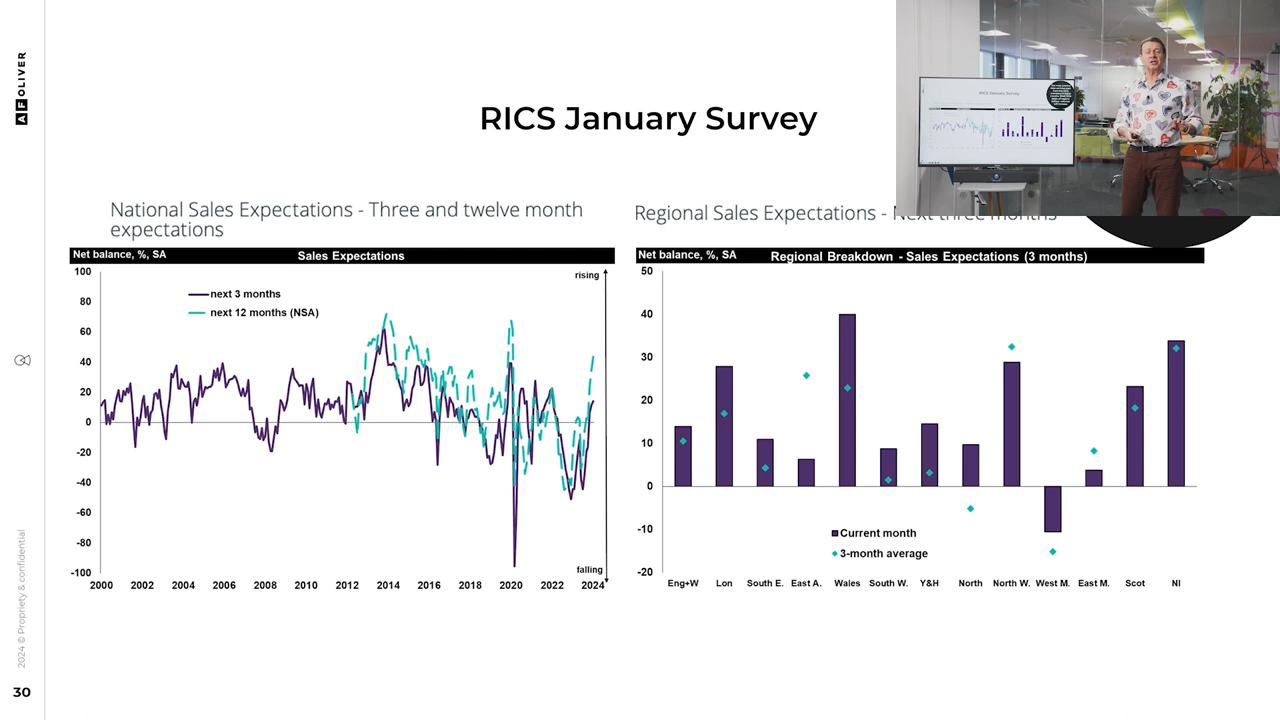 AF OLIVER
2024 © Propriety & confidential
30
RICS January Survey
National Sales Expectations - Three and twelve month
expectations
Net balance, %, SA
Sales Expectations
100
80
60
40
20
0
-20
-40
-60
-80
-100
rising
next 3 months
next 12 months (NSA)
falling
2000 2002 2004 2006 2008 2010 2012 2014 2016 2018 2020 2022 2024
Regional Sales Expectations - Next three months
Net balance, %, SA
Regional Breakdown - Sales Expectations (3 months)
50
40
30
20
10
0
-10
-20
Current month
3-month average
Eng+W Lon South E. East A. Wales South W. Y&H North North W. West M. East M. Scot NI
RICS January Survey